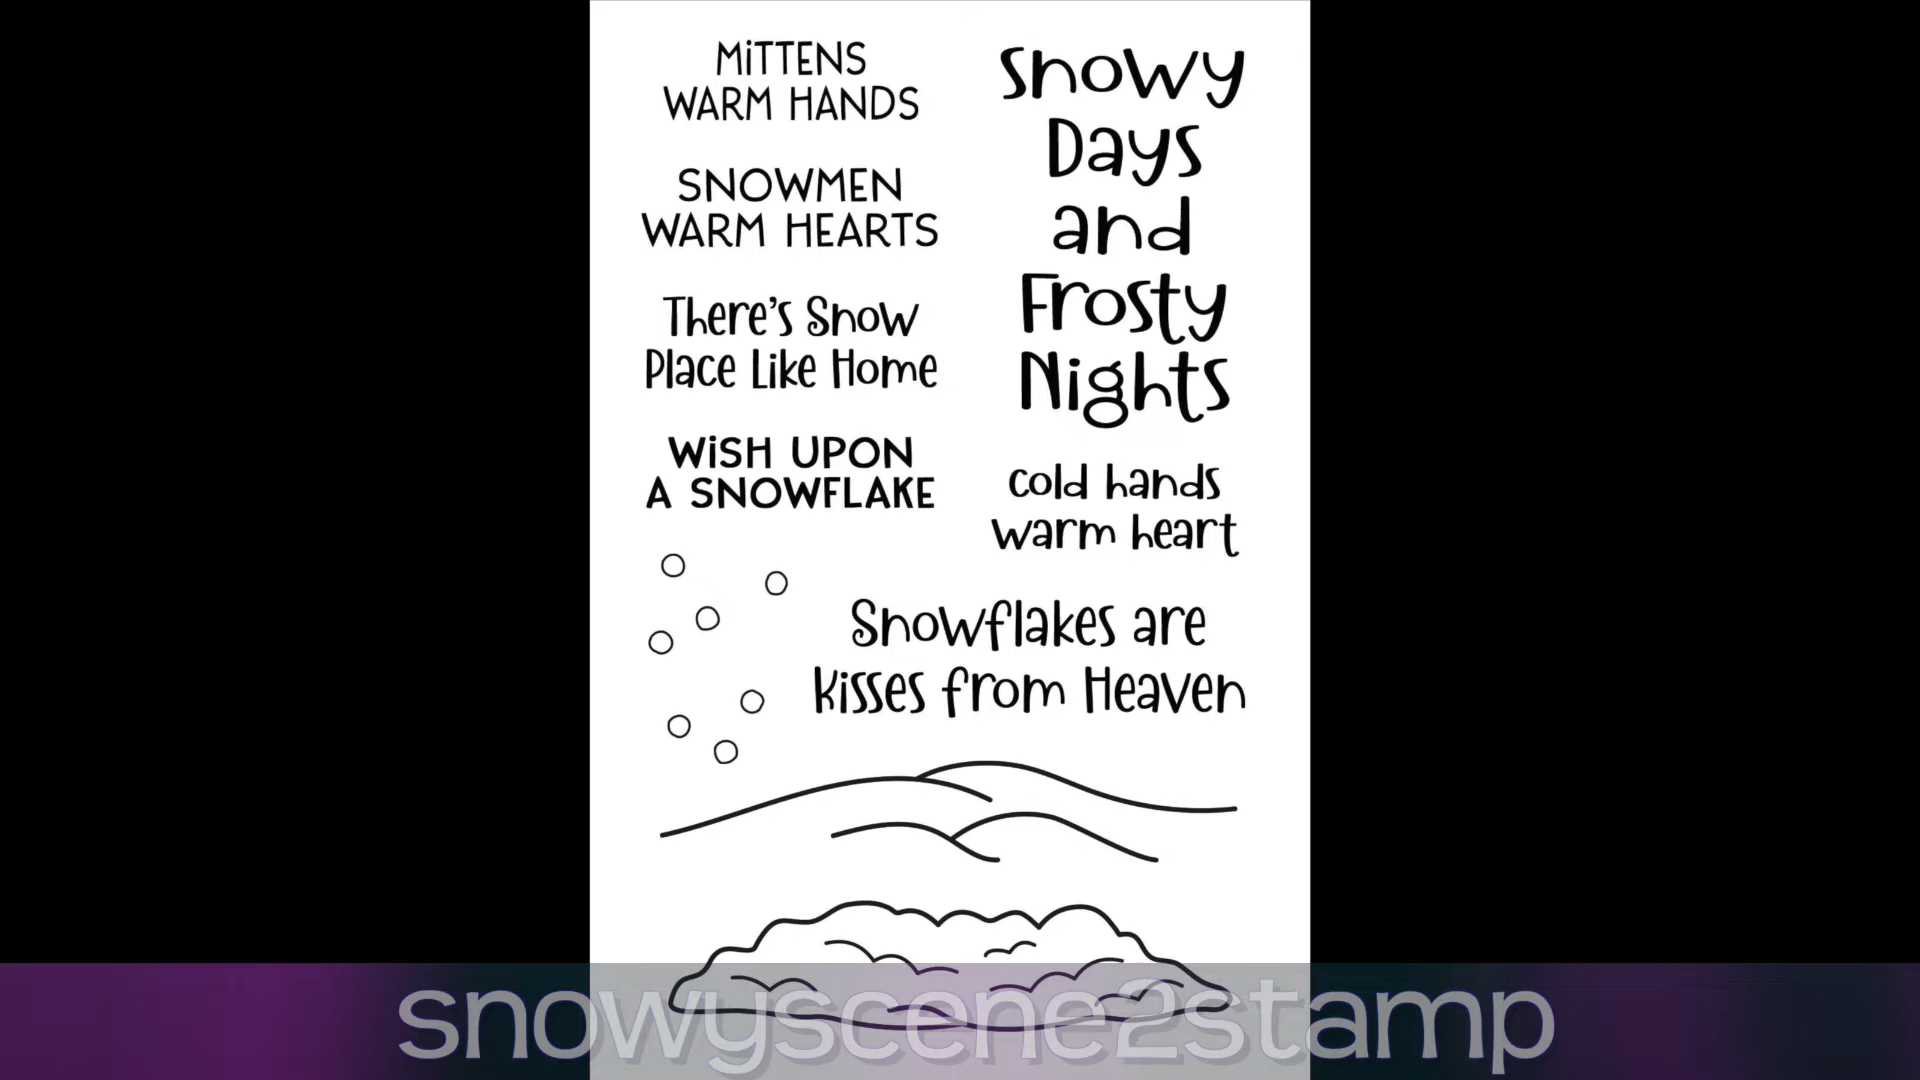 MiTTENS
WARM HANDS
SNOWMEN
WARM HEARTS
There's Snow
Place Like Home
WiSH UPON
A SNOWFLAKE
Snowy
Days
and
Frosty
Nights
cold hands
warm heart
Snowflakes are
kisses from Heaven
snowyscene2stamp